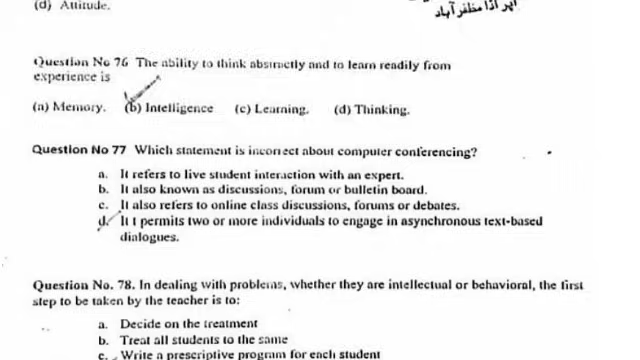 (d) Attitude.
اپر اڈا مظفر آباد
Question No 76 The ability to think abstractly and to learn readily from
experience is
(a) Memory. (b) Intelligence (c) Learning. (d) Thinking.
Question No 77 Which statement is incorrect about computer conferencing?
a. It refers to live student interaction with an expert.
b. It also known as discussions, forum or bulletin board.
c. It also refers to online class discussions, forums or debates.
d. It t permits two or more individuals to engage in asynchronous text-based
dialogues.
Question No. 78. In dealing with problems, whether they are intellectual or behavioral, the first
step to be taken by the teacher is to:
a. Decide on the treatment
b. Treat all students to the same
c. Write a prescriptive program for each student